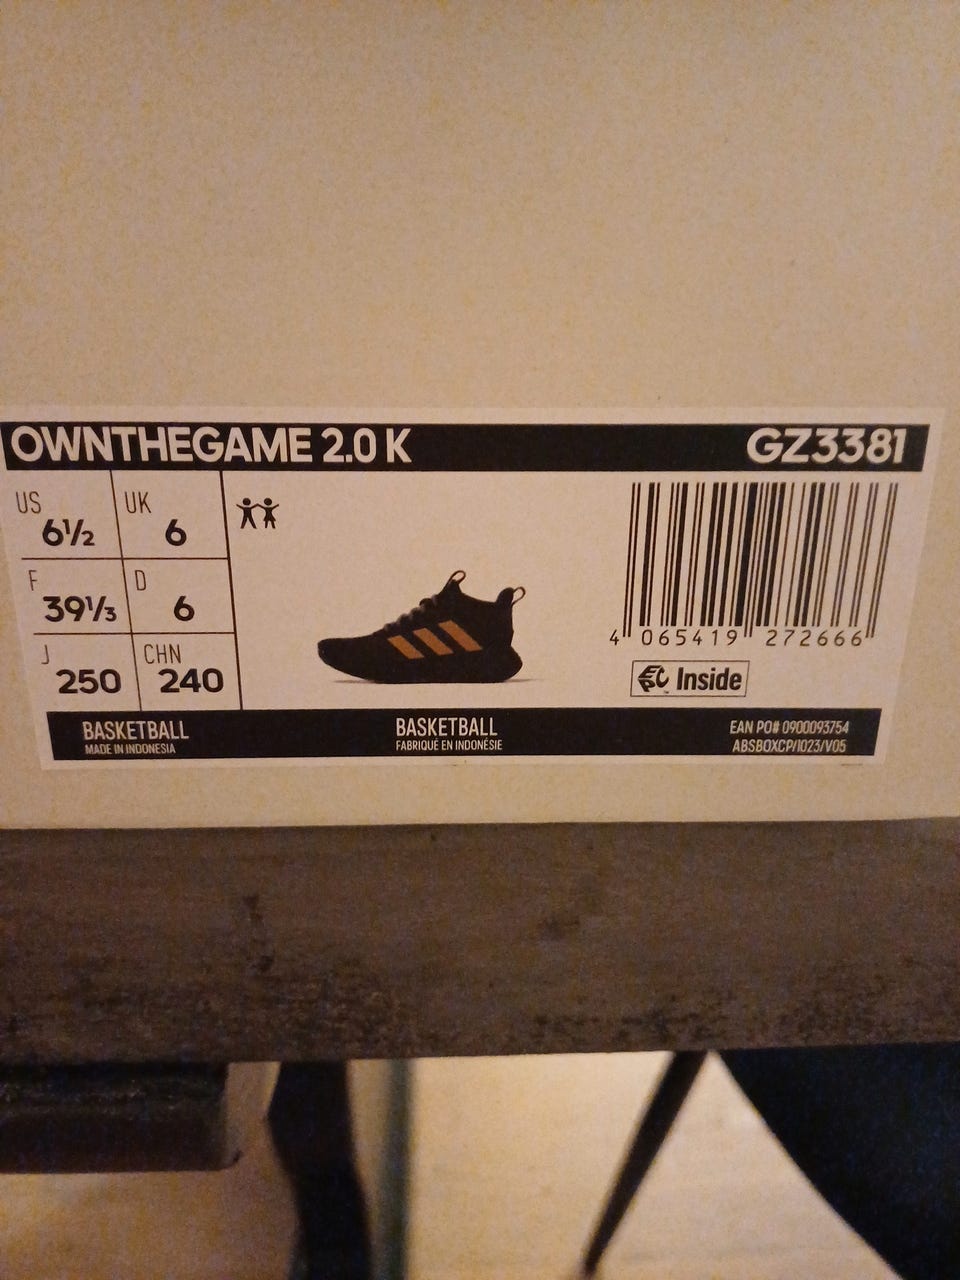 OWNTHEGAME 2.0 K GZ3381
US 6½ UK 6
F 39⅓ D 6
J 250 CHN 240
4 065419 272666
EPC Inside
BASKETBALL
MADE IN INDONESIA
BASKETBALL
FABRIQUÉ EN INDONÉSIE
EAN PO# 0900093754
ABSBOXCP/1023/V05